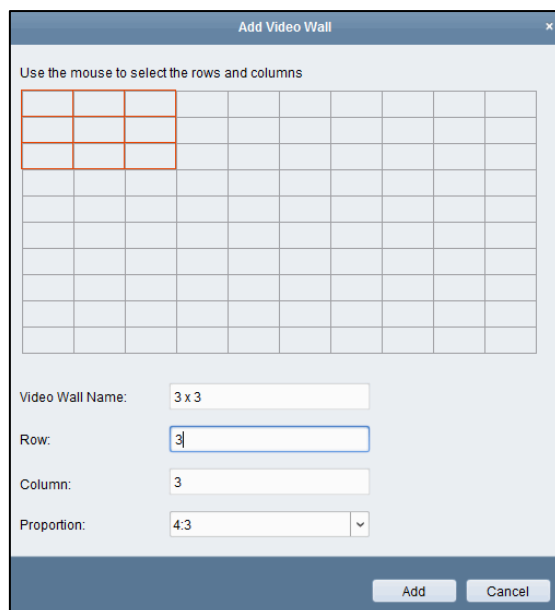 Add Video Wall ×
Use the mouse to select the rows and columns
Video Wall Name: 3 x 3
Row: 3
Column: 3
Proportion: 4:3
Add Cancel